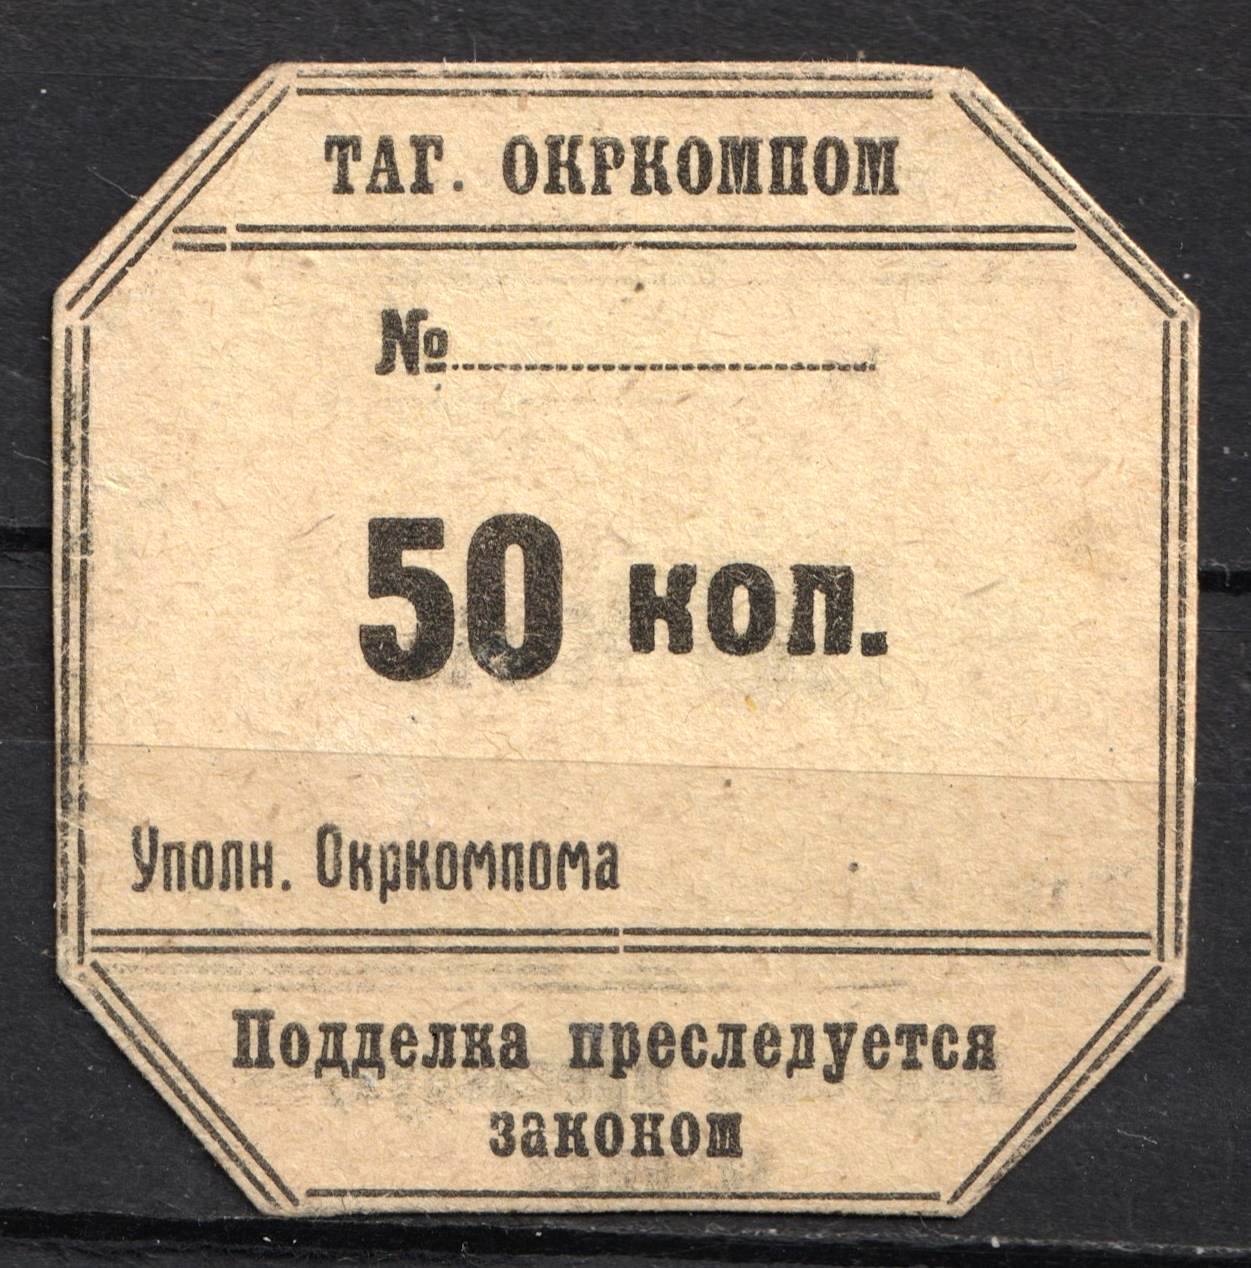 ТАГ. ОКРКОМПОМ
№
50 коп.
Уполн. Окркомпома
Подделка преследуется
законом